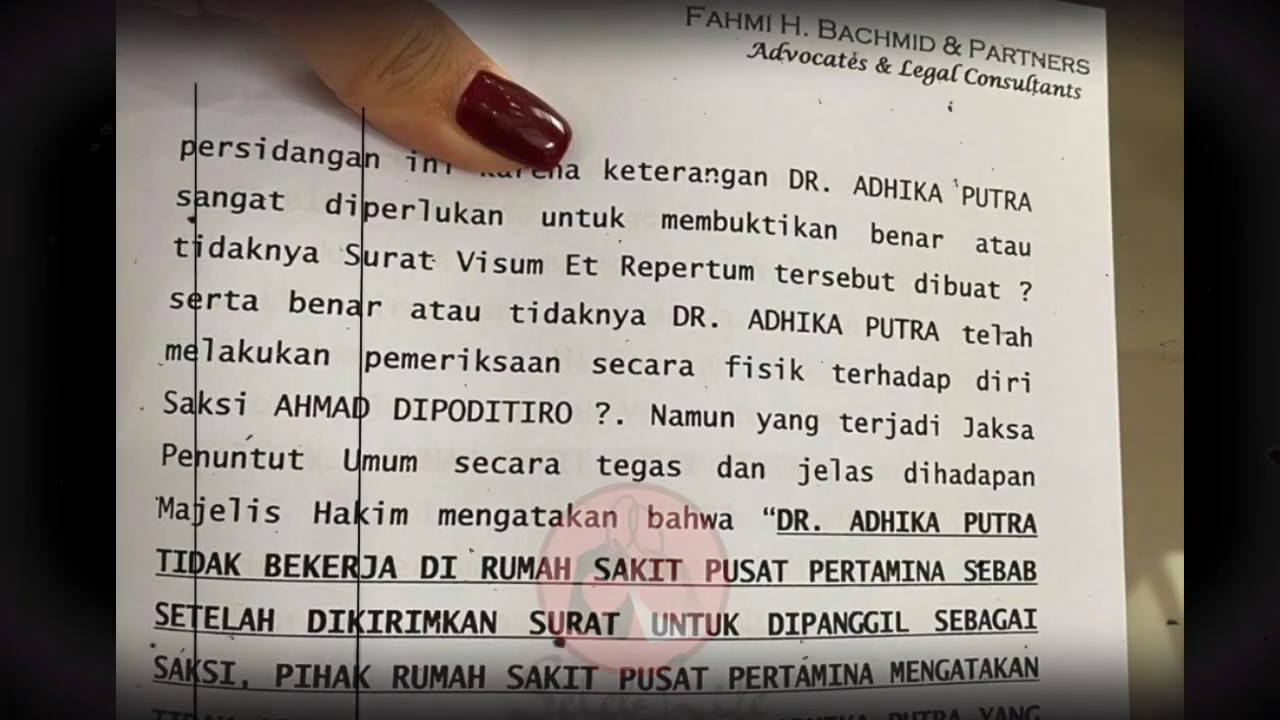 FAHMI H. BACHMID & PARTNERS
Advocates & Legal Consultants
persidangan ini karena keterangan DR. ADHIKA PUTRA
sangat diperlukan untuk membuktikan benar atau
tidaknya Surat Visum Et Repertum tersebut dibuat ?
serta benar atau tidaknya DR. ADHIKA PUTRA telah
melakukan pemeriksaan secara fisik terhadap diri
Saksi AHMAD DIPODITIRO ?. Namun yang terjadi Jaksa
Penuntut Umum secara tegas dan jelas dihadapan
Majelis Hakim mengatakan bahwa “DR. ADHIKA PUTRA
TIDAK BEKERJA DI RUMAH SAKIT PUSAT PERTAMINA SEBAB
SETELAH DIKIRIMKAN SURAT UNTUK DIPANGGIL SEBAGAI
SAKSI, PIHAK RUMAH SAKIT PUSAT PERTAMINA MENGATAKAN
PUTRA YANG